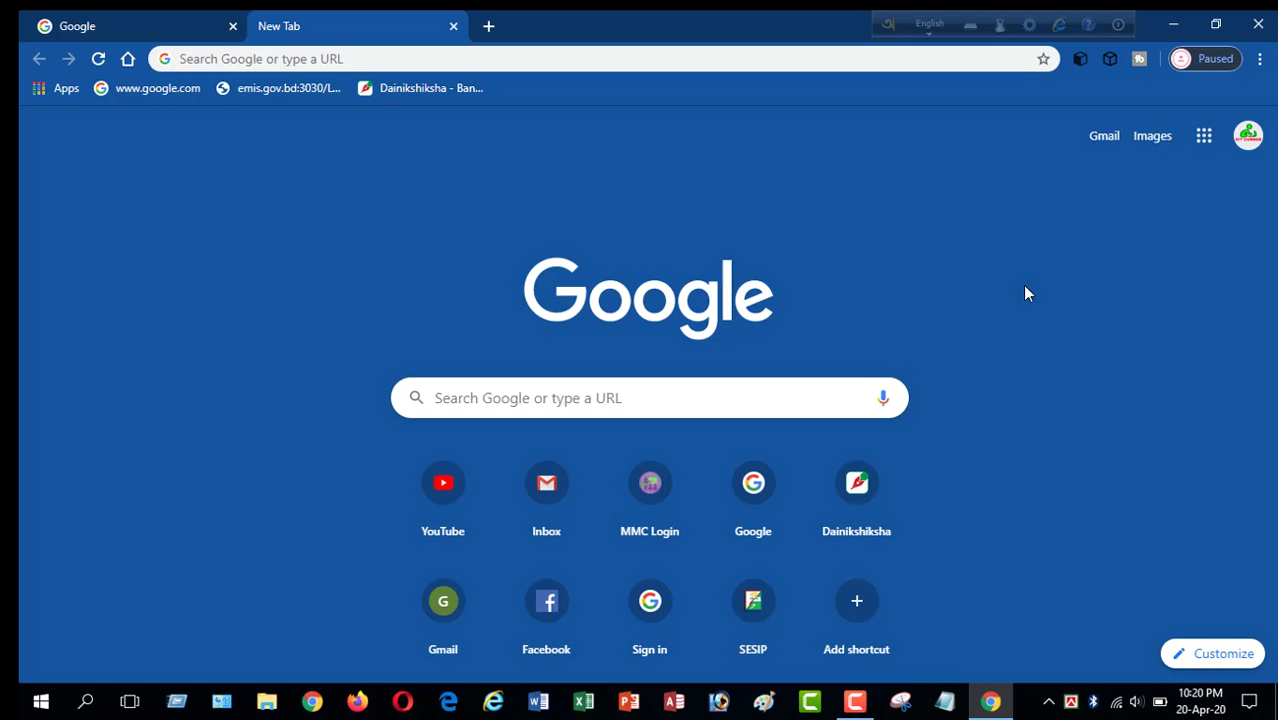 Google
New Tab
অ English
Search Google or type a URL
Paused
Apps
www.google.com
emis.gov.bd:3030/L...
Dainikshiksha - Ban...
Gmail
Images
Google
Search Google or type a URL
YouTube
Inbox
MMC Login
Google
Dainikshiksha
G
Gmail
Facebook
Sign in
SESIP
Add shortcut
Customize
10:20 PM
20-Apr-20